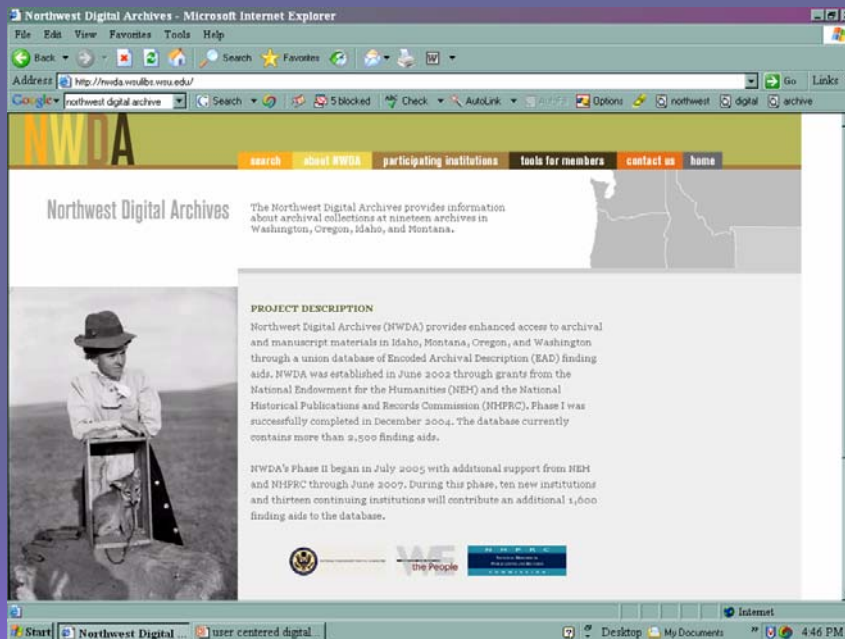 Northwest Digital Archives - Microsoft Internet Explorer
File Edit View Favorites Tools Help
Back Search Favorites
Address http://nwda.wsulibs.wsu.edu/ Go Links
Google northwest digital archive Search 5 blocked Check AutoLink Options northwest digital archive
NWDA
search about NWDA participating institutions tools for members contact us home
Northwest Digital Archives
The Northwest Digital Archives provides information
about archival collections at nineteen archives in
Washington, Oregon, Idaho, and Montana.
PROJECT DESCRIPTION
Northwest Digital Archives (NWDA) provides enhanced access to archival
and manuscript materials in Idaho, Montana, Oregon, and Washington
through a union database of Encoded Archival Description (EAD) finding
aids. NWDA was established in June 2002 through grants from the
National Endowment for the Humanities (NEH) and the National
Historical Publications and Records Commission (NHPRC). Phase I was
successfully completed in December 2004. The database currently
contains more than 2,500 finding aids.
NWDA's Phase II began in July 2005 with additional support from NEH
and NHPRC through June 2007. During this phase, ten new institutions
and thirteen continuing institutions will contribute an additional 1,600
finding aids to the database.
WE
the People
NHPRC
NATIONAL HISTORICAL
PUBLICATIONS AND RECORDS
COMMISSION
Internet
Start Northwest Digital ... user centered digital... Desktop My Documents 4:46 PM